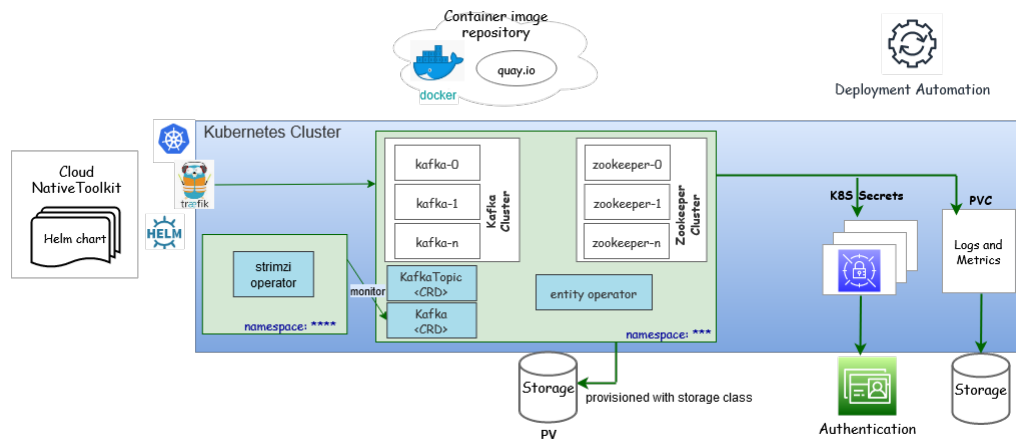 Container image
repository
quay.io
docker
Deployment Automation
Kubernetes Cluster
Cloud
NativeToolkit
Helm chart
træfik
HELM
kafka-0
kafka-1
kafka-n
Kafka
Cluster
zookeeper-0
zookeeper-1
zookeeper-n
Zookeeper
Cluster
K8S Secrets
PVC
Logs and
Metrics
strimzi
operator
namespace: ****
monitor
KafkaTopic
<CRD>
Kafka
<CRD>
entity operator
namespace: ***
Storage
PV
provisioned with storage class
Authentication
Storage